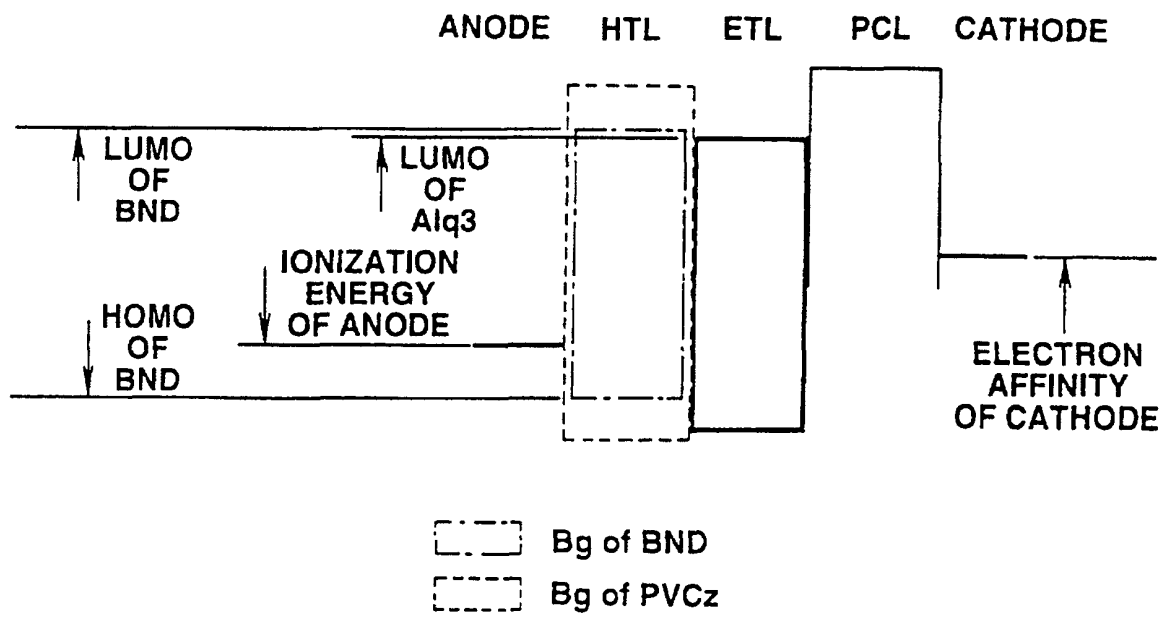 ANODE HTL ETL PCL CATHODE
LUMO
OF
BND
LUMO
OF
Alq3
IONIZATION
ENERGY
OF ANODE
HOMO
OF
BND
ELECTRON
AFFINITY
OF CATHODE
Bg of BND
Bg of PVCz